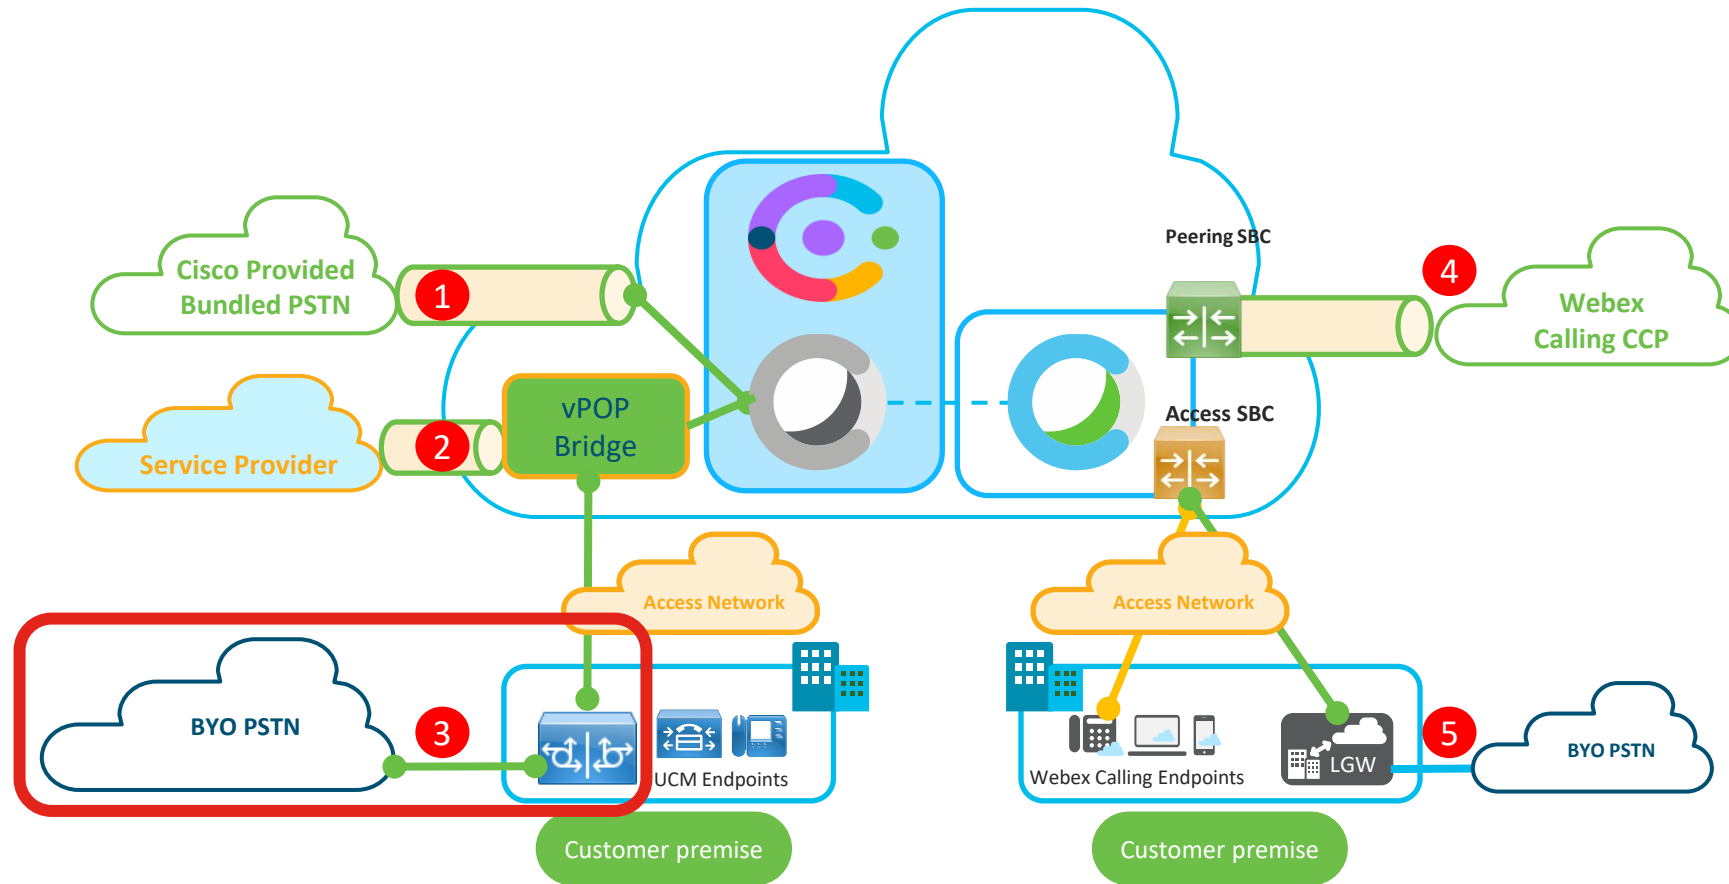 Peering SBC
Cisco Provided
Bundled PSTN
1
4
Webex
Calling CCP
vPOP
Bridge
Access SBC
Service Provider
2
Access Network
Access Network
BYO PSTN
3
UCM Endpoints
Webex Calling Endpoints
LGW
5
BYO PSTN
Customer premise
Customer premise